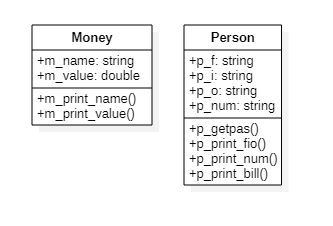 Money
+m_name: string
+m_value: double
+m_print_name()
+m_print_value()
Person
+p_f: string
+p_i: string
+p_o: string
+p_num: string
+p_getpas()
+p_print_fio()
+p_print_num()
+p_print_bill()